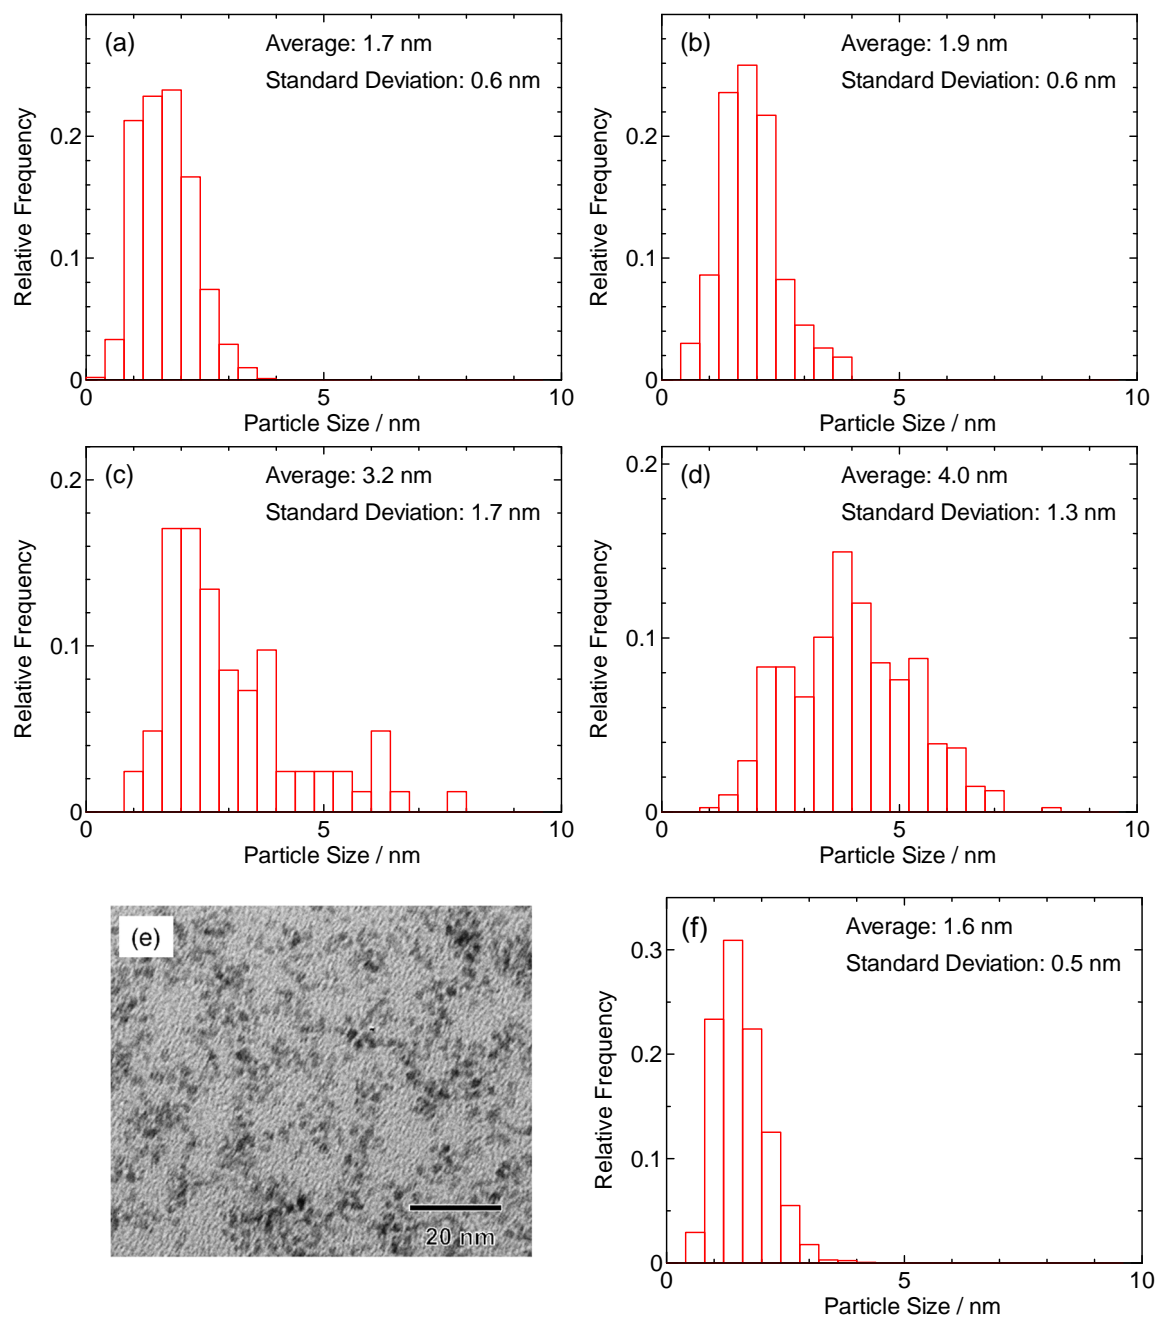 (a)
Average: 1.7 nm
Standard Deviation: 0.6 nm
Relative Frequency
0.2
0.1
0
0
5
10
Particle Size / nm
(b)
Average: 1.9 nm
Standard Deviation: 0.6 nm
Relative Frequency
0.2
0.1
0
0
5
10
Particle Size / nm
(c)
Average: 3.2 nm
Standard Deviation: 1.7 nm
Relative Frequency
0.2
0.1
0
0
5
10
Particle Size / nm
(d)
Average: 4.0 nm
Standard Deviation: 1.3 nm
Relative Frequency
0.2
0.1
0
0
5
10
Particle Size / nm
(e)
20 nm
(f)
Average: 1.6 nm
Standard Deviation: 0.5 nm
Relative Frequency
0.3
0.2
0.1
0
0
5
10
Particle Size / nm